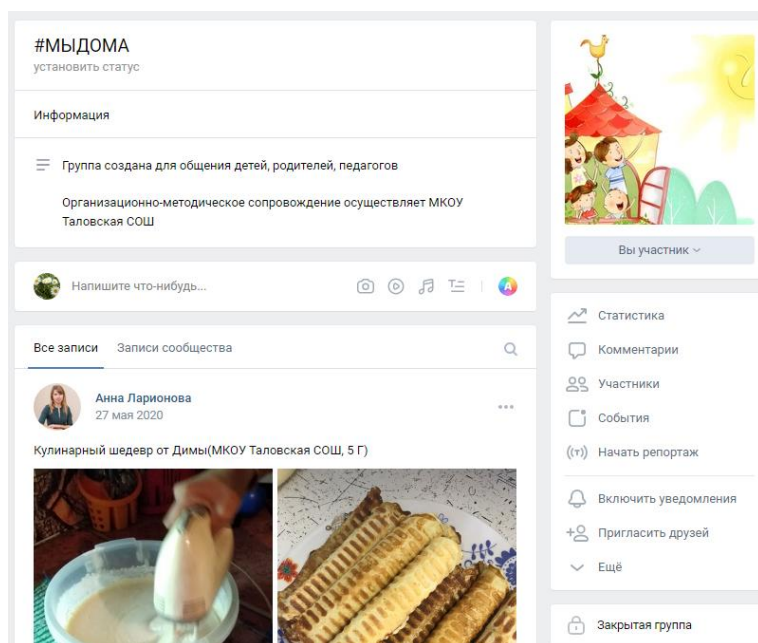 #МЫДОМА
установить статус
Информация
Группа создана для общения детей, родителей, педагогов
Организационно-методическое сопровождение осуществляет МКОУ
Таловская СОШ
Напишите что-нибудь...
Все записи Записи сообщества
Анна Ларионова
27 мая 2020
Кулинарный шедевр от Димы(МКОУ Таловская СОШ, 5 Г)
Вы участник
Статистика
Комментарии
Участники
События
Начать репортаж
Включить уведомления
Пригласить друзей
Ещё
Закрытая группа